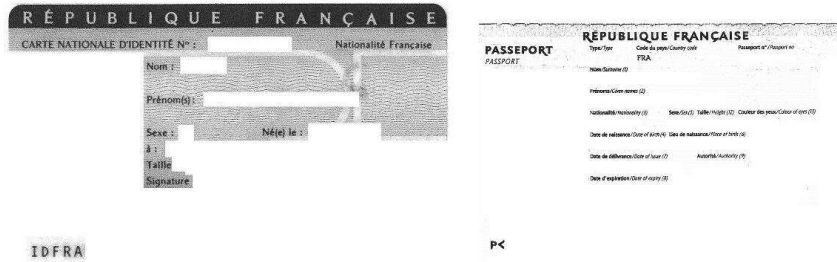 RÉPUBLIQUE FRANÇAISE
CARTE NATIONALE D'IDENTITÉ Nº :
Nationalité Française
Nom :
Prénom(s) :
Sexe :
Né(e) le :
à :
Taille
Signature
IDFRA
RÉPUBLIQUE FRANÇAISE
PASSEPORT
PASSPORT
Type/Type Code du pays/Country code Passeport n°/Passport no
FRA
Nom/Surname (1)
Prénoms/Given names (2)
Nationalité/Nationality (3) Sexe/Sex(5) Taille/Height (12) Couleur des yeux/Colour of eyes (13)
Date de naissance/Date of Birth(4) Lieu de naissance/Place of birth (6)
Date de délivrance/Date of issue (7) Autorité/Authority (9)
Date d'expiration/Date of expiry (8)
P<